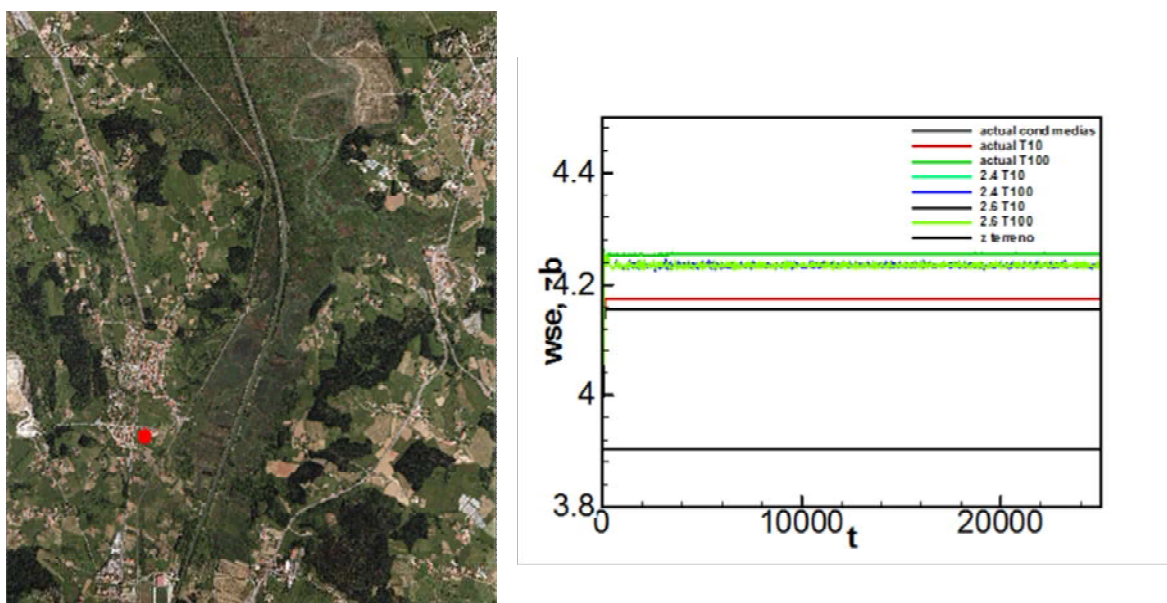 actual cond medias
actual T10
actual T100
2.4 T10
2.4 T100
2.6 T10
2.6 T100
z terreno
4.4
4.2
4
3.8
wse, zb
0
10000
20000
t